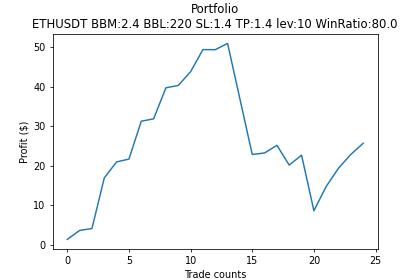 Portfolio
ETHUSDT BBM:2.4 BBL:220 SL:1.4 TP:1.4 lev:10 WinRatio:80.0
50
40
30
20
10
0
Profit ($)
0 5 10 15 20 25
Trade counts